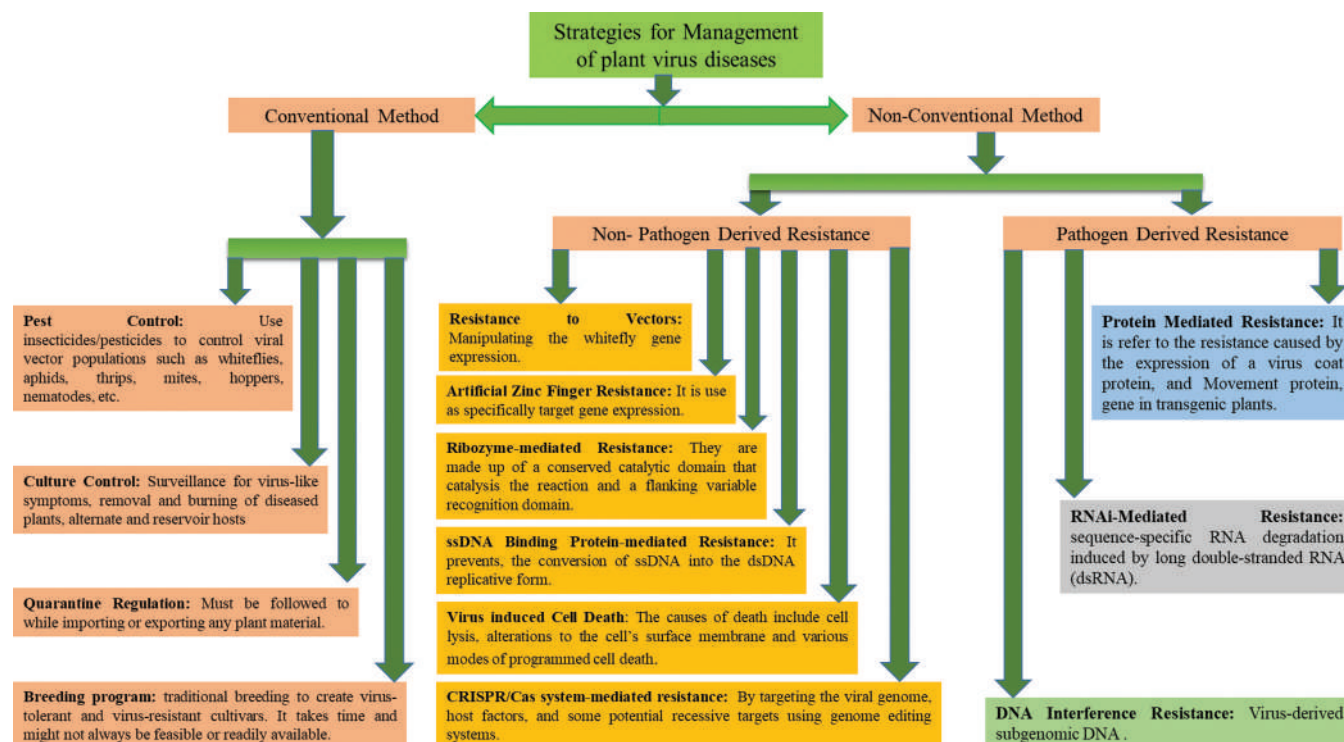 Strategies for Management
of plant virus diseases
Conventional Method
Non-Conventional Method
Non- Pathogen Derived Resistance
Pathogen Derived Resistance
Pest Control: Use
insecticides/pesticides to control viral
vector populations such as whiteflies,
aphids, thrips, mites, hoppers,
nematodes, etc.
Culture Control: Surveillance for virus-like
symptoms, removal and burning of diseased
plants, alternate and reservoir hosts
Quarantine Regulation: Must be followed to
while importing or exporting any plant material.
Breeding program: traditional breeding to create virus-
tolerant and virus-resistant cultivars. It takes time and
might not always be feasible or readily available.
Resistance to Vectors:
Manipulating the whitefly gene
expression.
Artificial Zinc Finger Resistance: It is use
as specifically target gene expression.
Ribozyme-mediated Resistance: They are
made up of a conserved catalytic domain that
catalysis the reaction and a flanking variable
recognition domain.
ssDNA Binding Protein-mediated Resistance: It
prevents, the conversion of ssDNA into the dsDNA
replicative form.
Virus induced Cell Death: The causes of death include cell
lysis, alterations to the cell's surface membrane and various
modes of programmed cell death.
CRISPR/Cas system-mediated resistance: By targeting the viral genome,
host factors, and some potential recessive targets using genome editing
systems.
Protein Mediated Resistance: It
is refer to the resistance caused by
the expression of a virus coat
protein, and Movement protein,
gene in transgenic plants.
RNAi-Mediated Resistance:
sequence-specific RNA degradation
induced by long double-stranded RNA
(dsRNA).
DNA Interference Resistance: Virus-derived
subgenomic DNA .